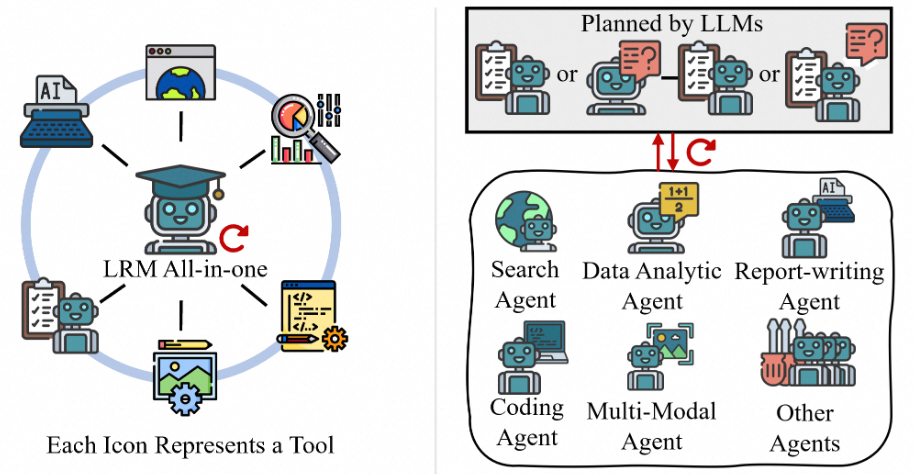 AI
LRM All-in-one
</>
</..>
Each Icon Represents a Tool
Planned by LLMs
? or ? or ?
1+1
2
AI
Search
Agent
Data Analytic
Agent
Report-writing
Agent
</>
Coding
Agent
Multi-Modal
Agent
Other
Agents